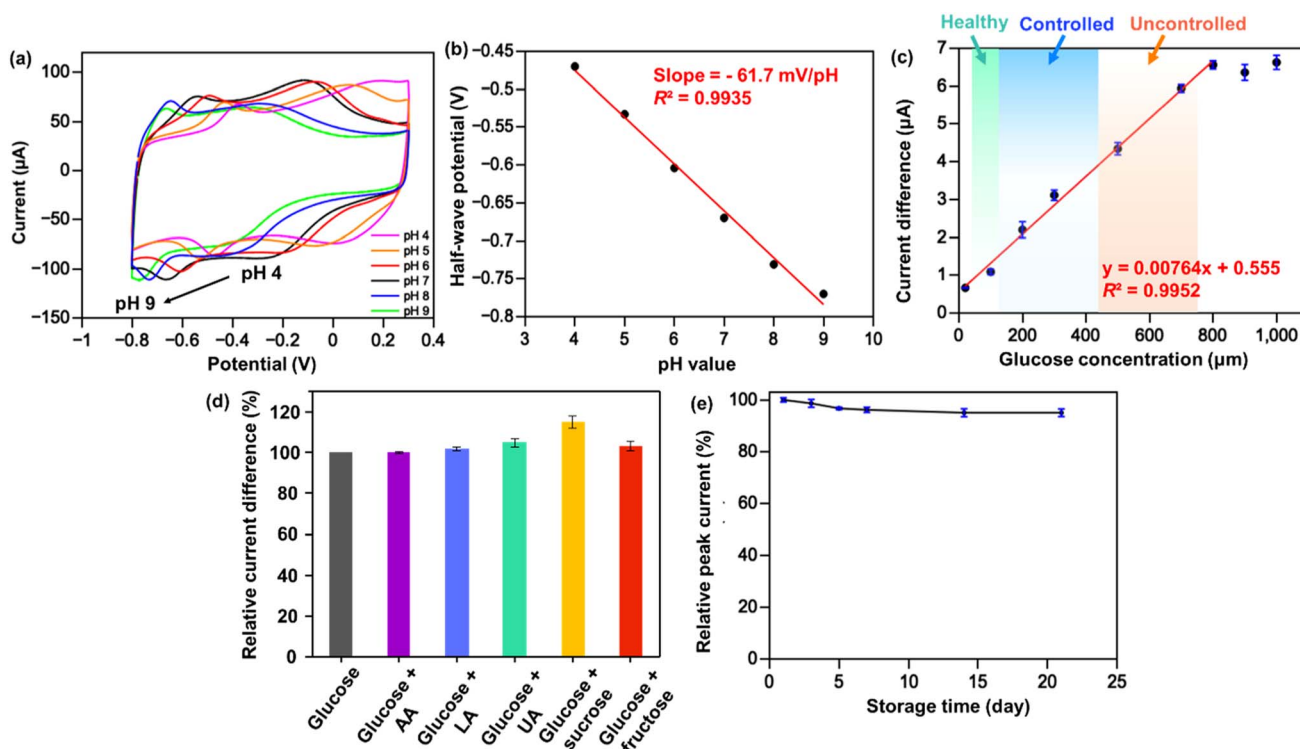 (a)
100
50
0
−50
−100
−150
Current (μA)
pH 4
pH 9
pH 4
pH 5
pH 6
pH 7
pH 8
pH 9
−1
−0.8
−0.6
−0.4
−0.2
0
0.2
0.4
Potential (V)
(b)
−0.45
−0.5
−0.55
−0.6
−0.65
−0.7
−0.75
−0.8
Half-wave potential (V)
Slope = - 61.7 mV/pH
R² = 0.9935
3
4
5
6
7
8
9
10
pH value
Healthy
Controlled
Uncontrolled
(c)
7
6
5
4
3
2
1
0
Current difference (μA)
y = 0.00764x + 0.555
R² = 0.9952
0
200
400
600
800
1,000
Glucose concentration (μm)
(d)
120
100
80
60
40
20
0
Relative current difference (%)
Glucose
Glucose +
AA
Glucose +
LA
Glucose +
UA
Glucose +
sucrose
Glucose +
fructose
(e)
100
80
60
40
20
0
Relative peak current (%)
0
5
10
15
20
25
Storage time (day)